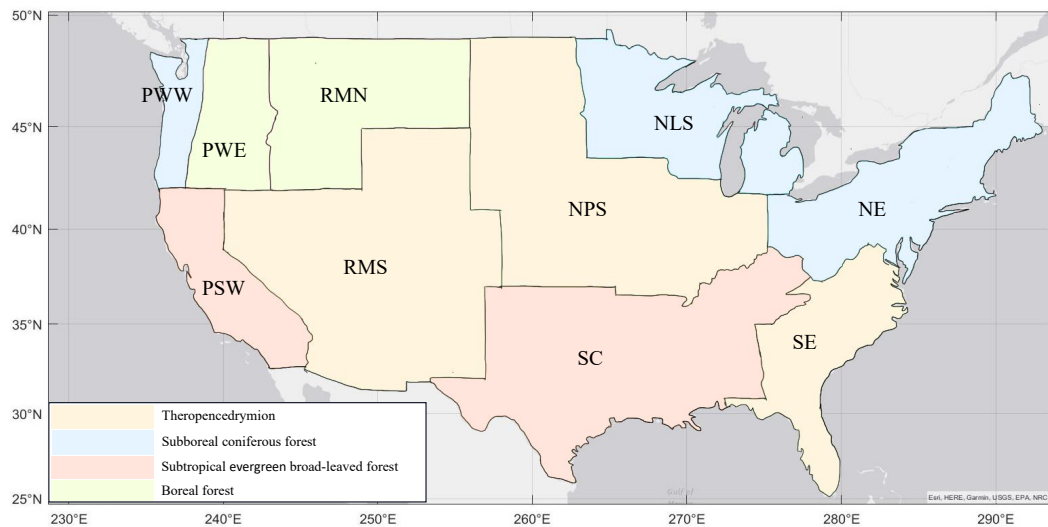 50°N
PWW
RMN
NLS
45°N
PWE
NPS
NE
40°N
RMS
PSW
35°N
SE
SC
30°N
Theropencedrymion
Subboreal coniferous forest
Subtropical evergreen broad-leaved forest
Boreal forest
25°N
Gulf of
Esri, HERE, Garmin, USGS, EPA, NRC
230°E 240°E 250°E 260°E 270°E 280°E 290°E